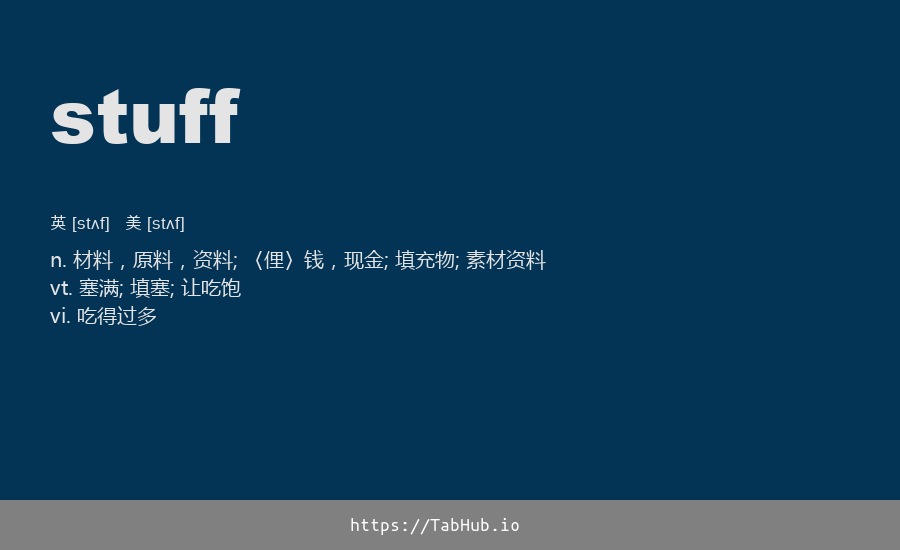 stuff
英 [stʌf] 美 [stʌf]
n. 材料，原料，资料; 〈俚〉钱，现金; 填充物; 素材资料
vt. 塞满; 填塞; 让吃饱
vi. 吃得过多
https://TabHub.io